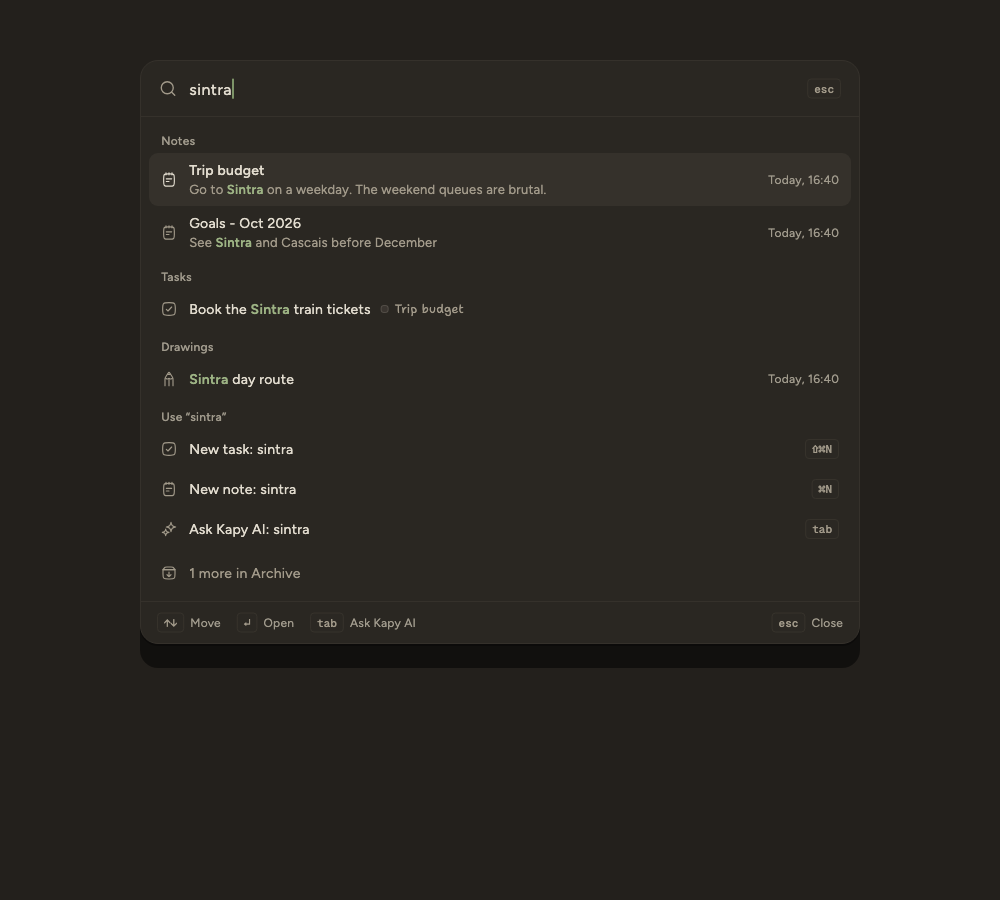 sintra
esc
Notes
Trip budget
Go to Sintra on a weekday. The weekend queues are brutal.
Today, 16:40
Goals - Oct 2026
See Sintra and Cascais before December
Today, 16:40
Tasks
Book the Sintra train tickets Trip budget
Drawings
Sintra day route Today, 16:40
Use “sintra”
New task: sintra ⇧⌘N
New note: sintra ⌘N
Ask Kapy AI: sintra tab
1 more in Archive
↑↓ Move ↵ Open tab Ask Kapy AI esc Close